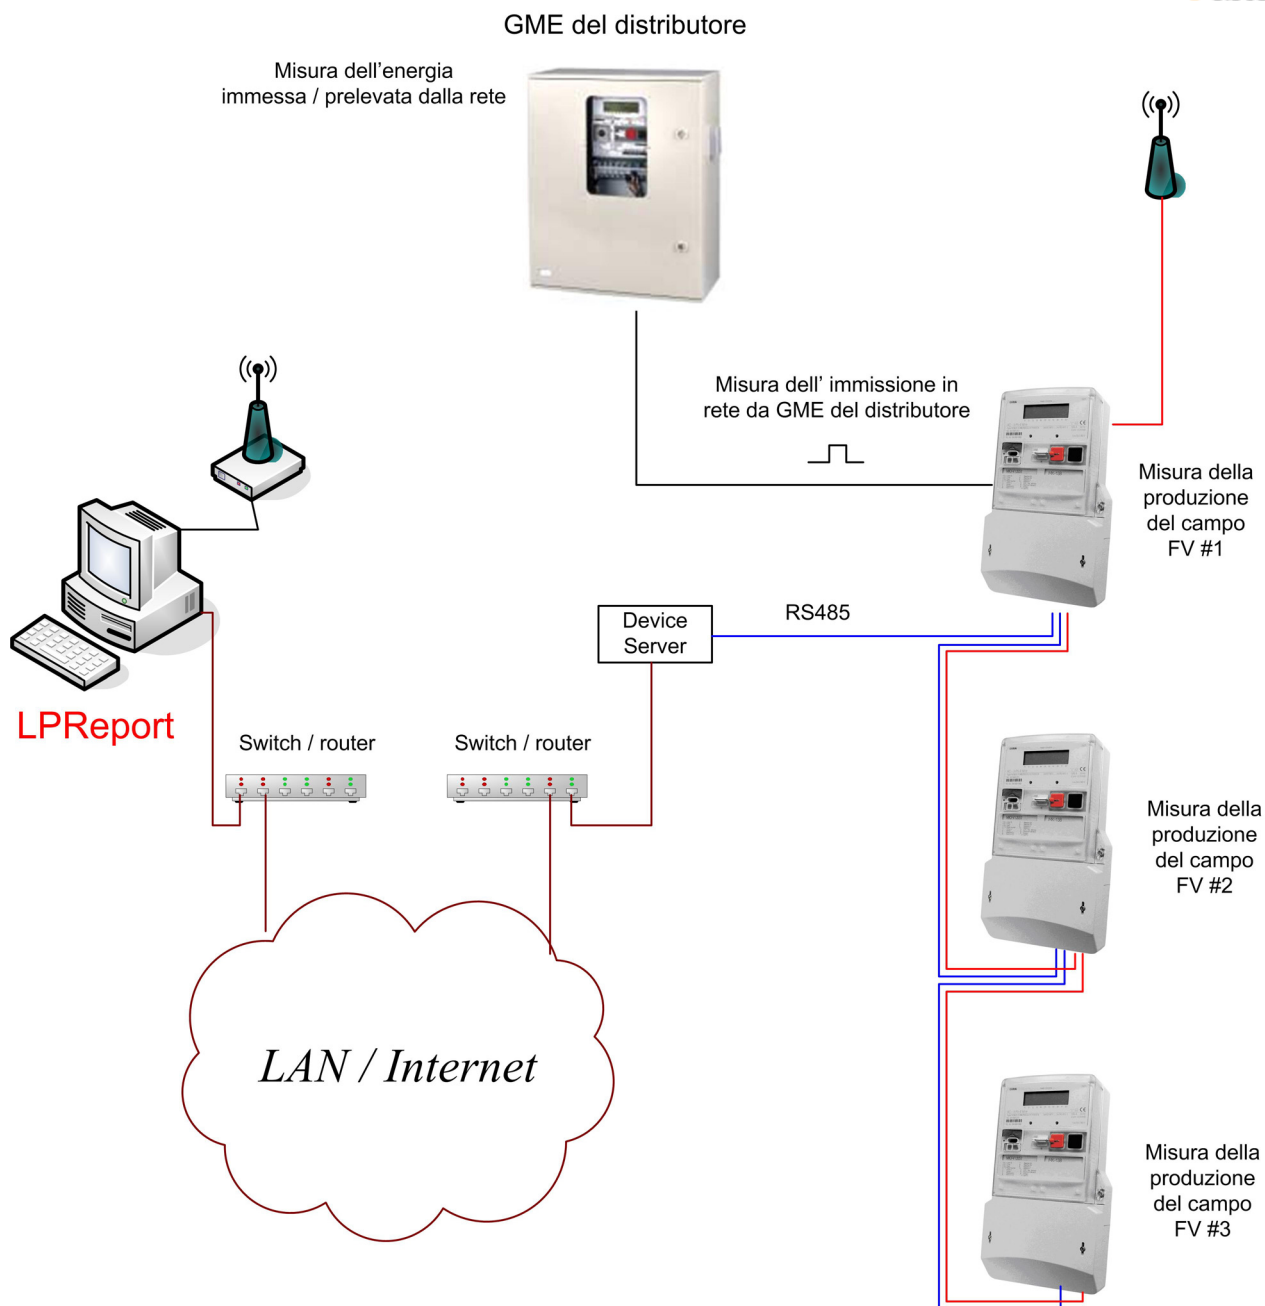 GME del distributore
Misura dell'energia
immessa / prelevata dalla rete
Misura dell' immissione in
rete da GME del distributore
Misura della
produzione
del campo
FV #1
Device
Server
RS485
LPReport
Switch / router
Switch / router
Misura della
produzione
del campo
FV #2
LAN / Internet
Misura della
produzione
del campo
FV #3